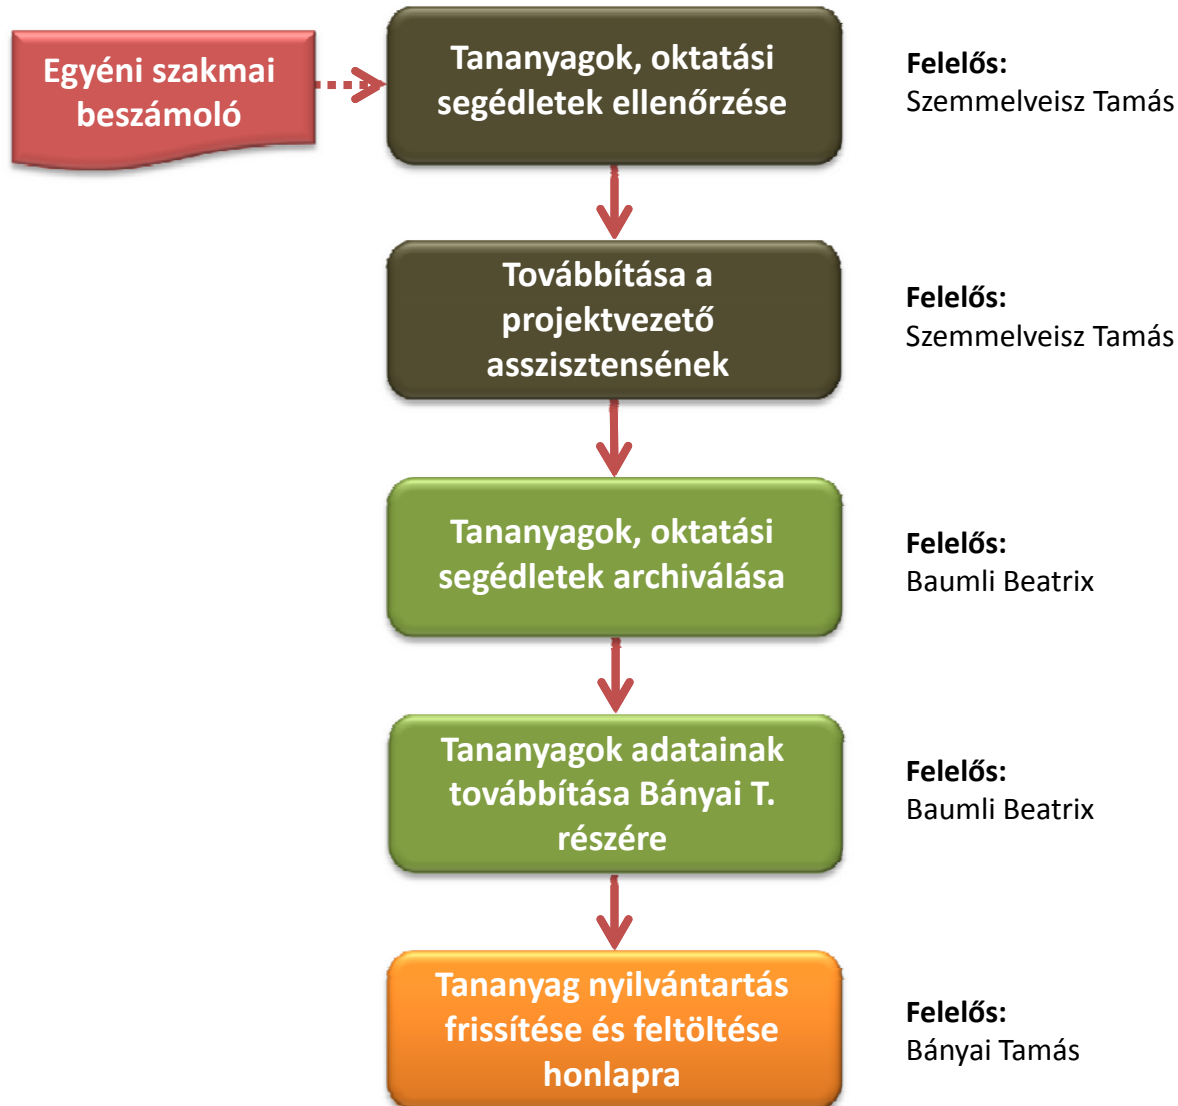 Egyéni szakmai
beszámoló
Tananyagok, oktatási
segédletek ellenőrzése
Felelős:
Szemmelveisz Tamás
Továbbítása a
projektvezető
asszisztensének
Felelős:
Szemmelveisz Tamás
Tananyagok, oktatási
segédletek archiválása
Felelős:
Baumli Beatrix
Tananyagok adatainak
továbbítása Bányai T.
részére
Felelős:
Baumli Beatrix
Tananyag nyilvántartás
frissítése és feltöltése
honlapra
Felelős:
Bányai Tamás